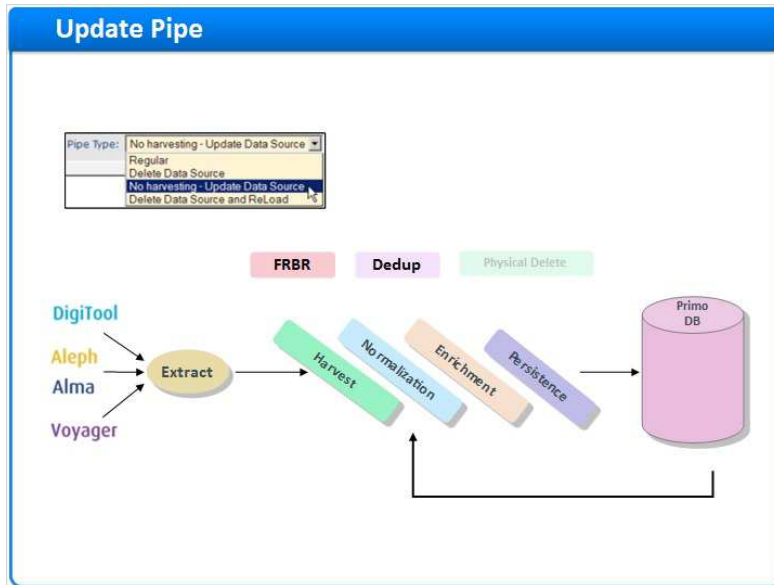 Update Pipe
Pipe Type: No harvesting - Update Data Source
Regular
Delete Data Source
No harvesting - Update Data Source
Delete Data Source and ReLoad
FRBR
Dedup
Physical Delete
DigiTool
Aleph
Alma
Voyager
Extract
Harvest
Normalization
Enrichment
Persistence
Primo
DB